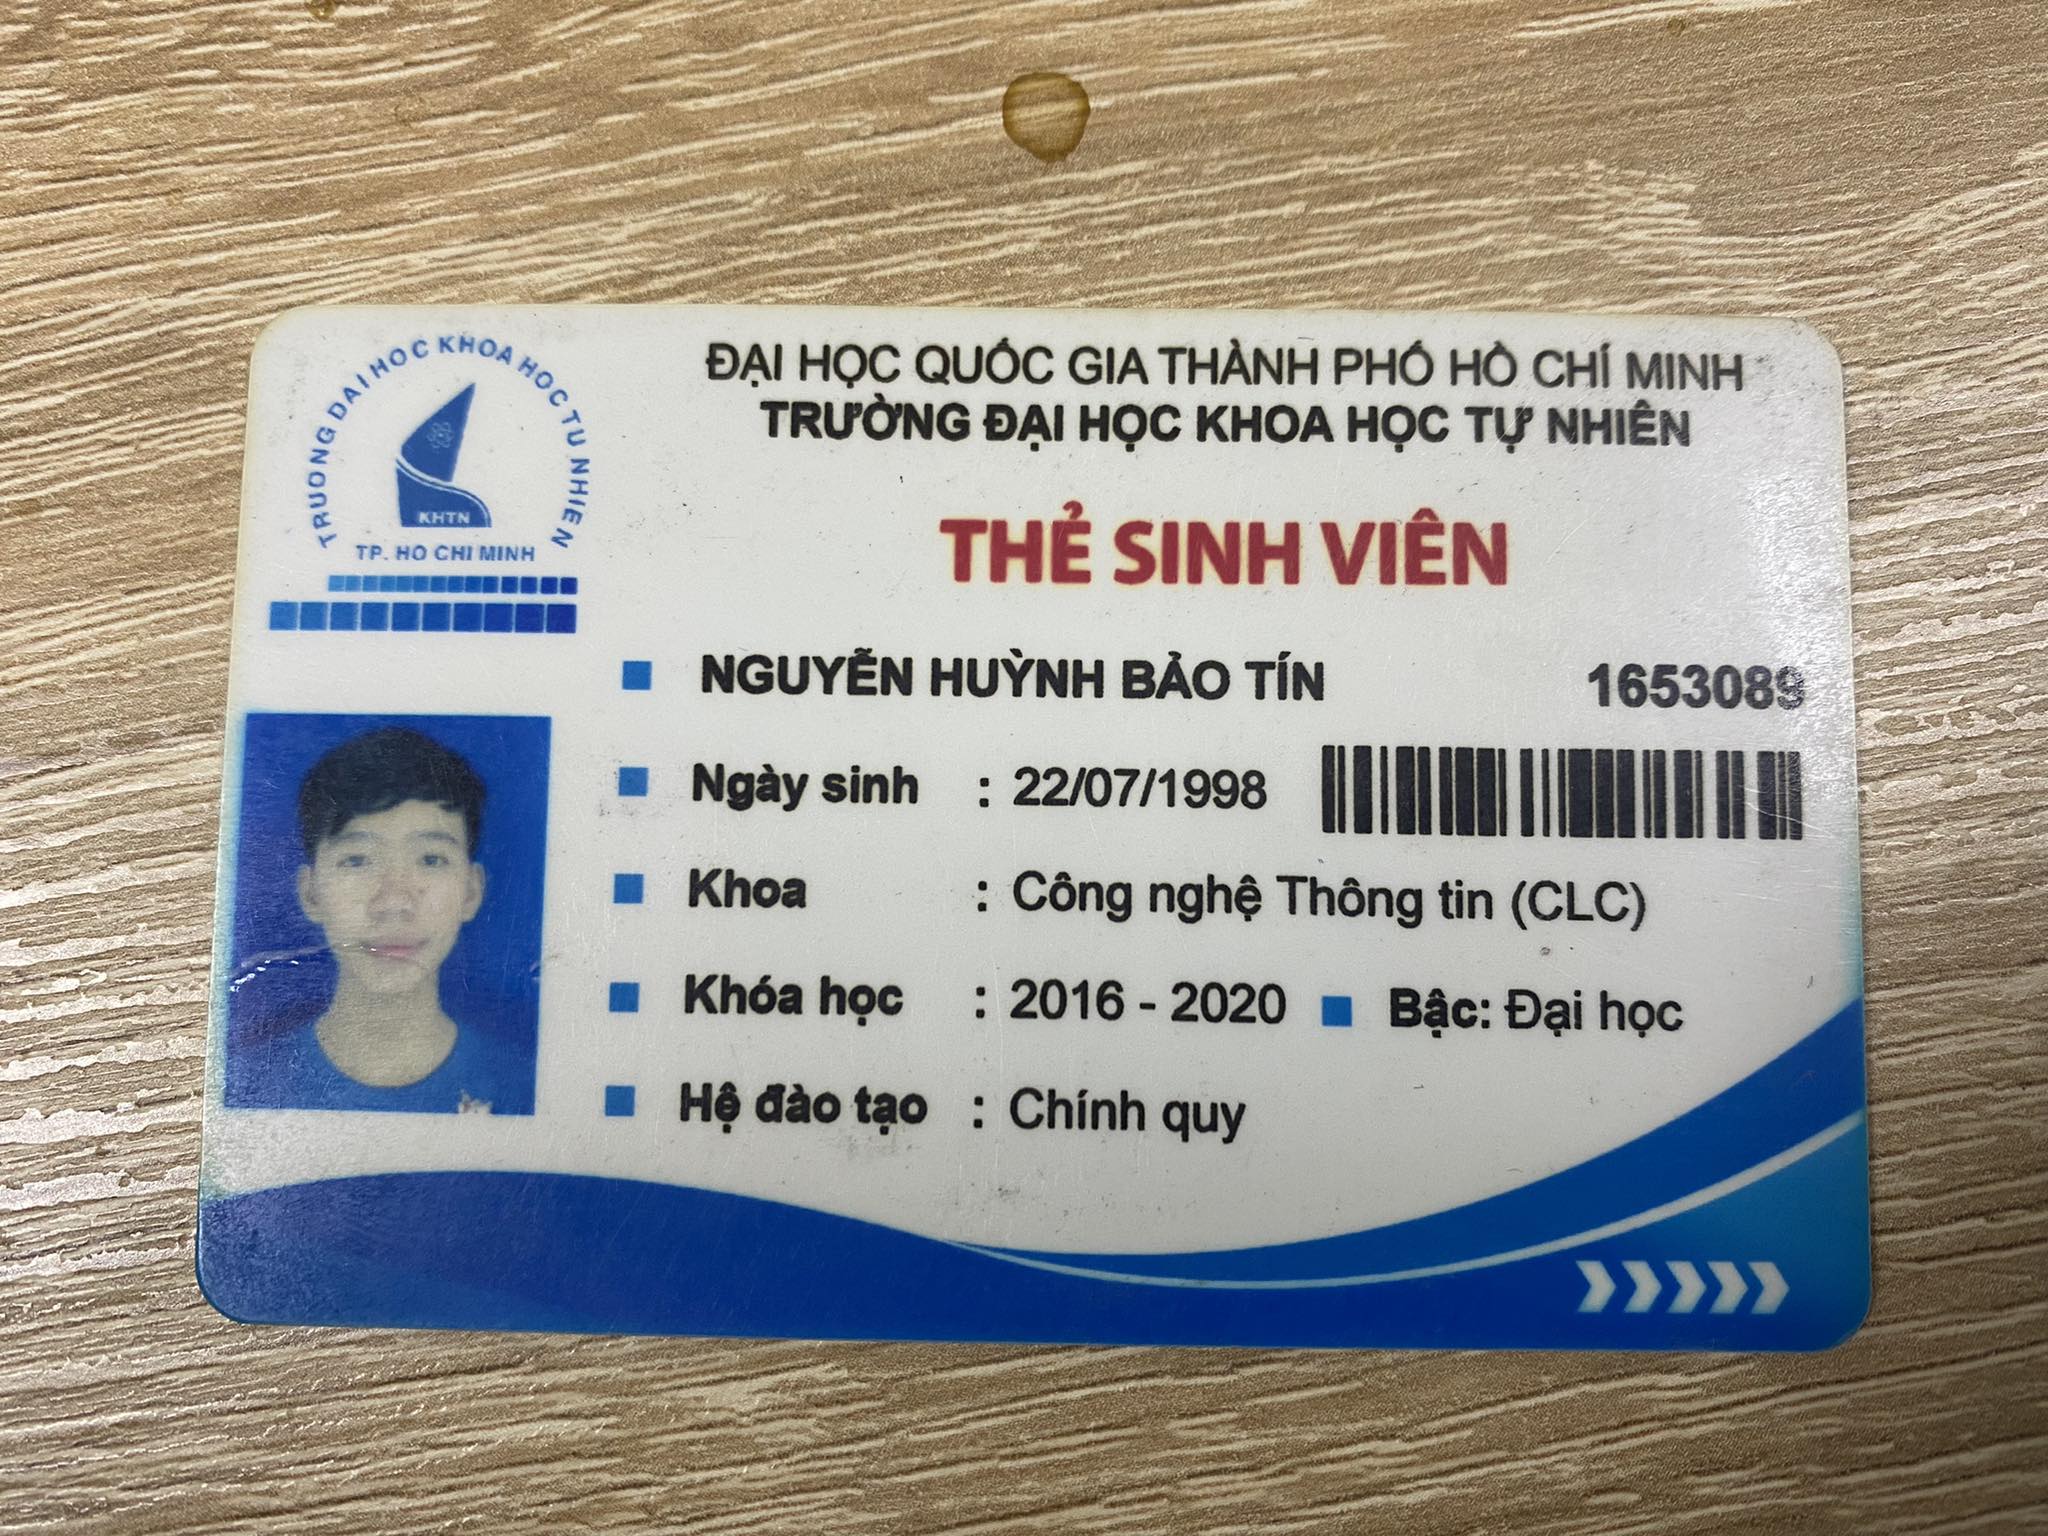 TRUONG DAI HOC KHOA HOC TU NHIEN
KHTN
TP. HO CHI MINH
ĐẠI HỌC QUỐC GIA THÀNH PHỐ HỒ CHÍ MINH
TRƯỜNG ĐẠI HỌC KHOA HỌC TỰ NHIÊN
THẺ SINH VIÊN
NGUYỄN HUỲNH BẢO TÍN 1653089
Ngày sinh : 22/07/1998
Khoa : Công nghệ Thông tin (CLC)
Khóa học : 2016 - 2020 Bậc: Đại học
Hệ đào tạo : Chính quy